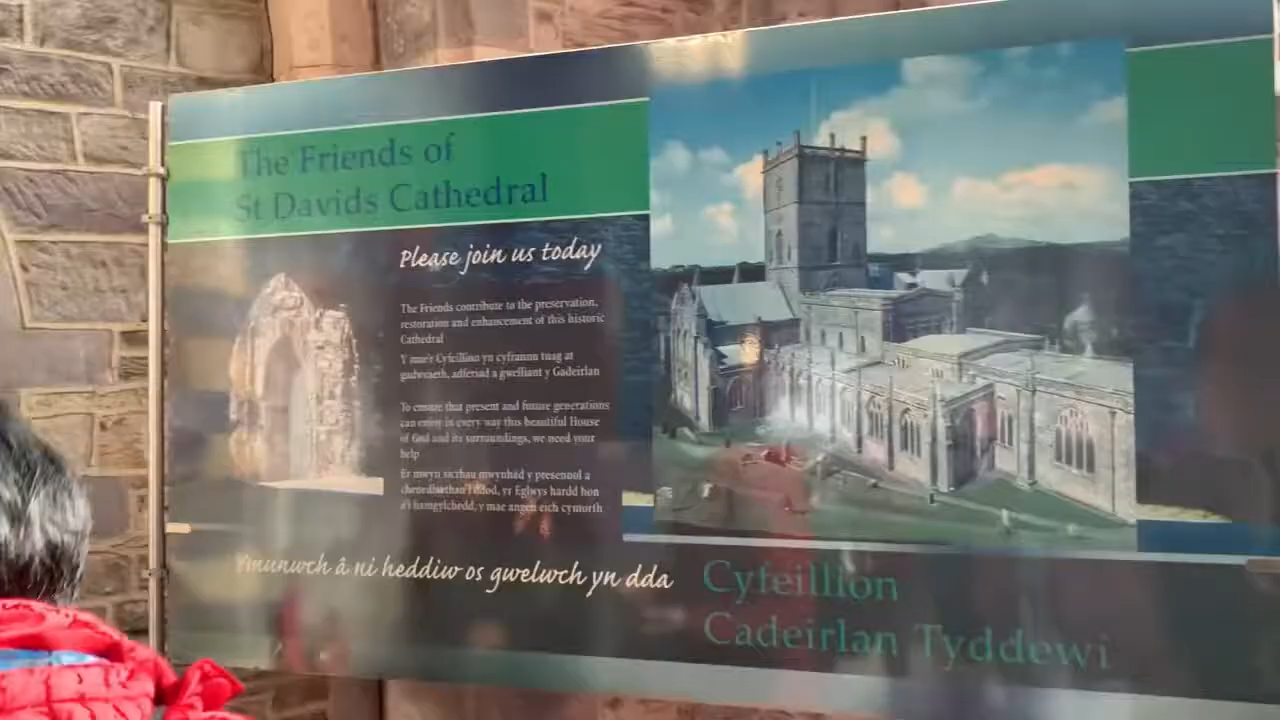 The Friends of
St Davids Cathedral
Please join us today
The Friends contribute to the preservation,
restoration and enhancement of this historic
Cathedral
Y mae'r Cyfeillion yn cyfrannu tuag at
gadwraeth, adferiad a gwelliant y Gadeirlan
To ensure that present and future generations
can enjoy in every way this beautiful House
of God and its surroundings, we need your
help
Er mwyn sicrhau mwynhâd y presennol a
chenedlaethau i ddod, yr Eglwys hardd hon
a'i hamgylchedd, y mae angen eich cymorth
Ymunwch â ni heddiw os gwelwch yn dda
Cyfeillion
Cadeirlan Tyddewi